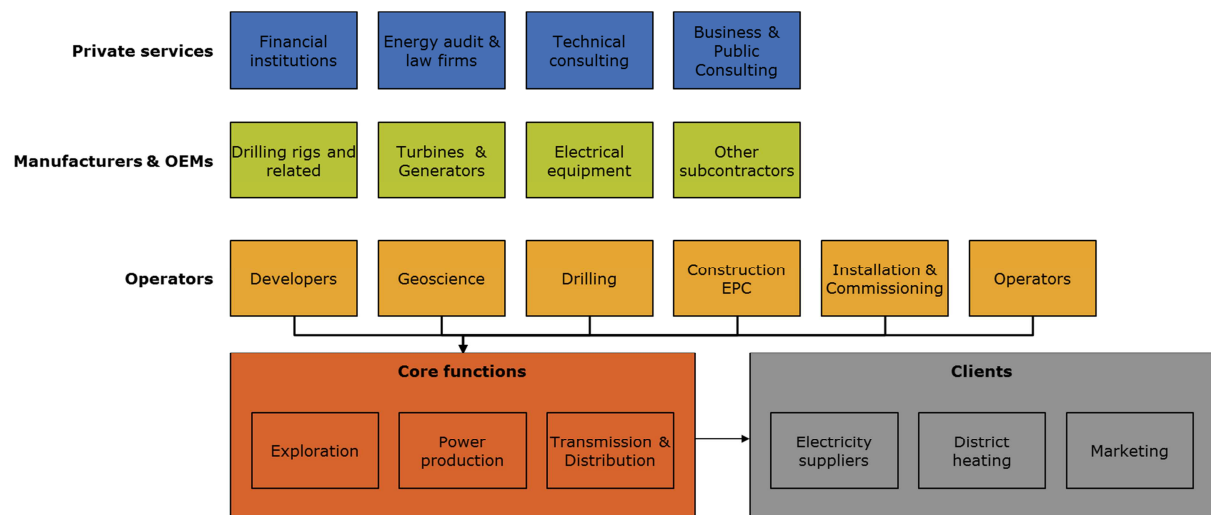 Private services
Financial
institutions
Energy audit &
law firms
Technical
consulting
Business &
Public
Consulting
Manufacturers & OEMs
Drilling rigs and
related
Turbines &
Generators
Electrical
equipment
Other
subcontractors
Operators
Developers
Geoscience
Drilling
Construction
EPC
Installation &
Commissioning
Operators
Core functions
Exploration
Power
production
Transmission &
Distribution
Clients
Electricity
suppliers
District
heating
Marketing